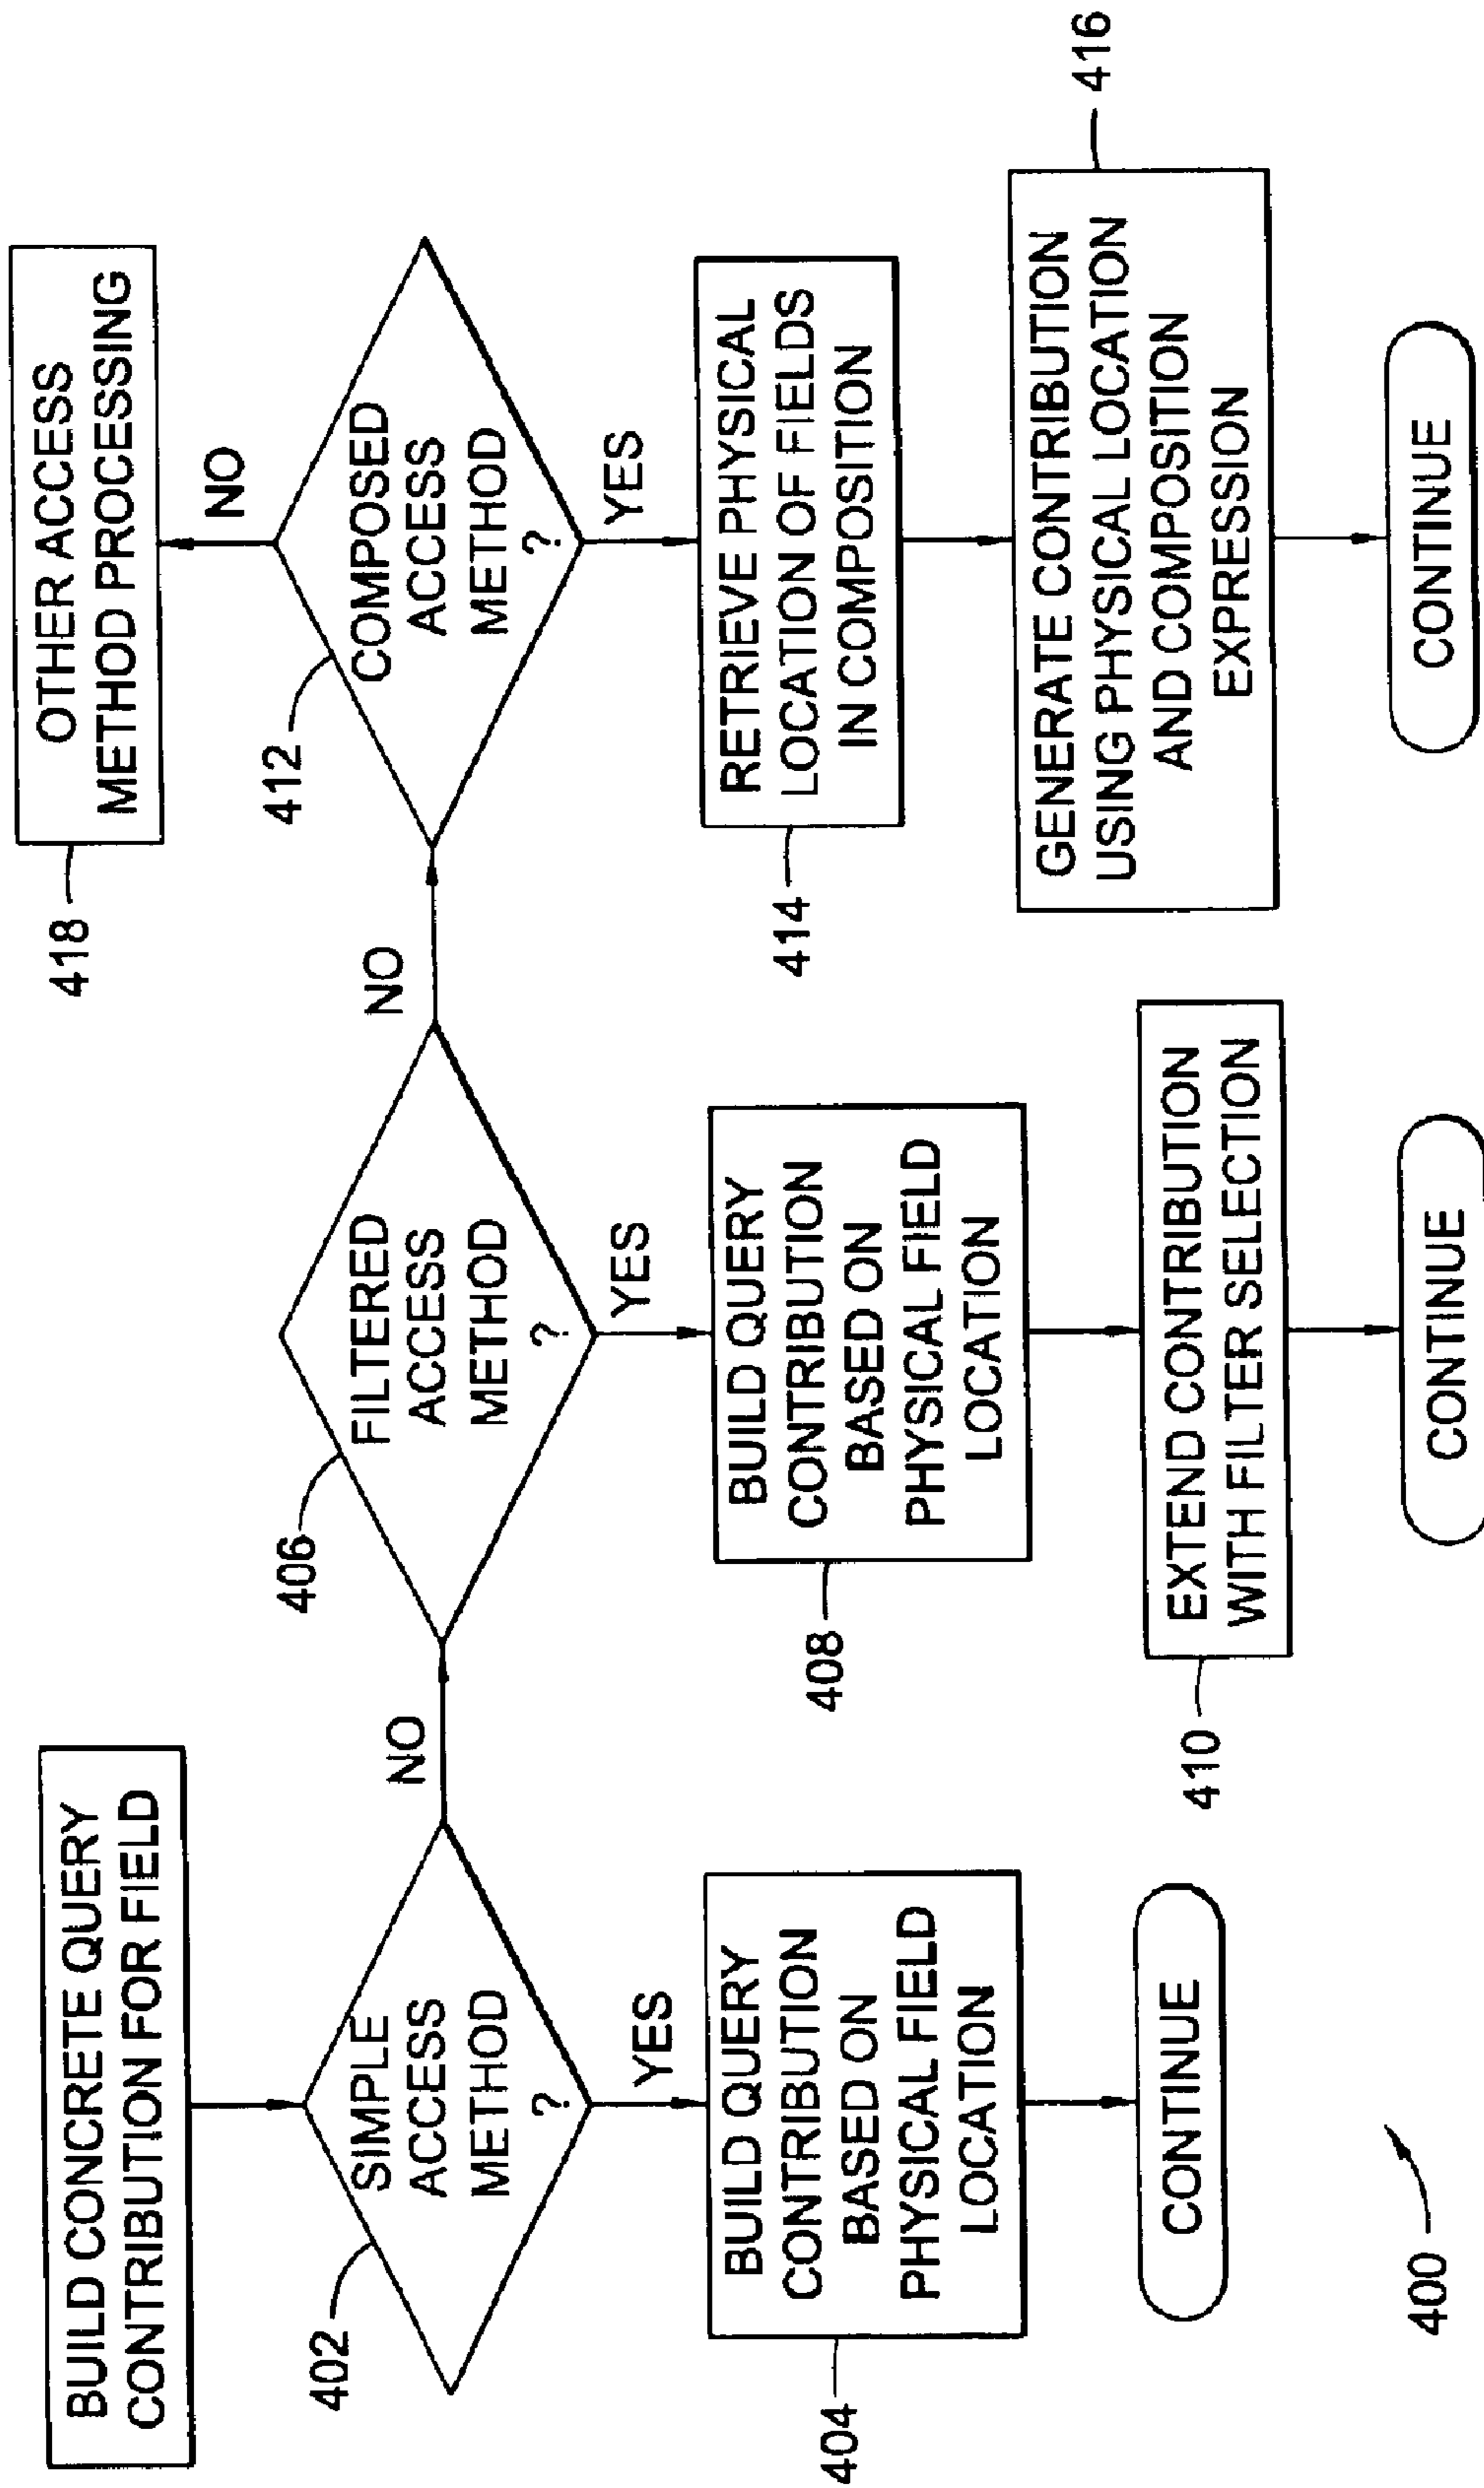 BUILD CONCRETE QUERY
CONTRIBUTION FOR FIELD
402
SIMPLE
ACCESS
METHOD
?
NO
YES
404
BUILD QUERY
CONTRIBUTION
BASED ON
PHYSICAL FIELD
LOCATION
CONTINUE
406
FILTERED
ACCESS
METHOD
?
NO
YES
408
BUILD QUERY
CONTRIBUTION
BASED ON
PHYSICAL FIELD
LOCATION
410
EXTEND CONTRIBUTION
WITH FILTER SELECTION
CONTINUE
418
OTHER ACCESS
METHOD PROCESSING
NO
412
COMPOSED
ACCESS
METHOD
?
YES
414
RETRIEVE PHYSICAL
LOCATION OF FIELDS
IN COMPOSITION
416
GENERATE CONTRIBUTION
USING PHYSICAL LOCATION
AND COMPOSITION
EXPRESSION
CONTINUE
400